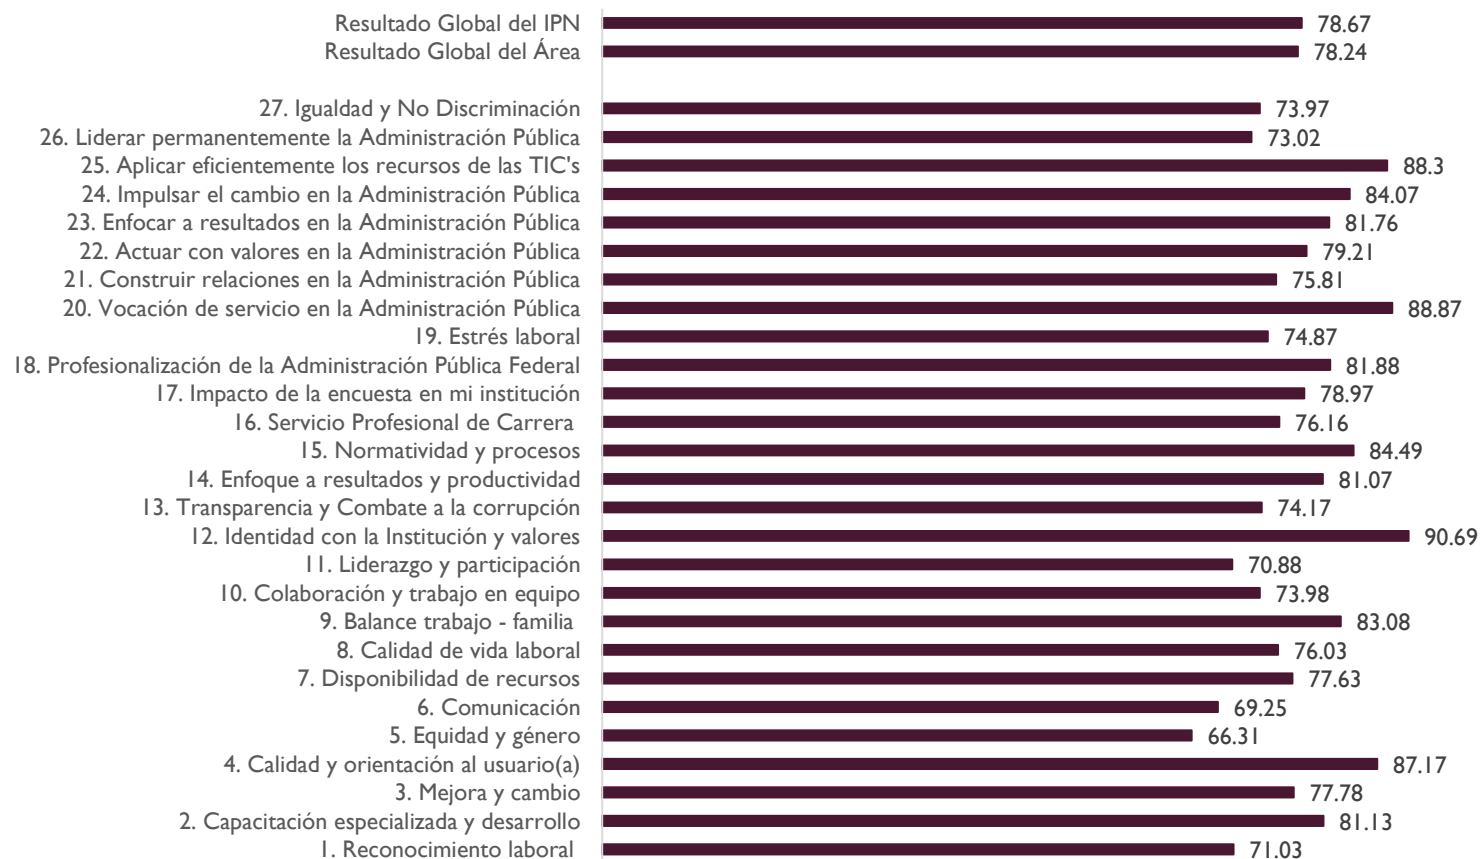 Resultado Global del IPN 78.67
Resultado Global del Área 78.24
27. Igualdad y No Discriminación 73.97
26. Liderar permanentemente la Administración Pública 73.02
25. Aplicar eficientemente los recursos de las TIC's 88.3
24. Impulsar el cambio en la Administración Pública 84.07
23. Enfocar a resultados en la Administración Pública 81.76
22. Actuar con valores en la Administración Pública 79.21
21. Construir relaciones en la Administración Pública 75.81
20. Vocación de servicio en la Administración Pública 88.87
19. Estrés laboral 74.87
18. Profesionalización de la Administración Pública Federal 81.88
17. Impacto de la encuesta en mi institución 78.97
16. Servicio Profesional de Carrera 76.16
15. Normatividad y procesos 84.49
14. Enfoque a resultados y productividad 81.07
13. Transparencia y Combate a la corrupción 74.17
12. Identidad con la Institución y valores 90.69
11. Liderazgo y participación 70.88
10. Colaboración y trabajo en equipo 73.98
9. Balance trabajo - familia 83.08
8. Calidad de vida laboral 76.03
7. Disponibilidad de recursos 77.63
6. Comunicación 69.25
5. Equidad y género 66.31
4. Calidad y orientación al usuario(a) 87.17
3. Mejora y cambio 77.78
2. Capacitación especializada y desarrollo 81.13
1. Reconocimiento laboral 71.03